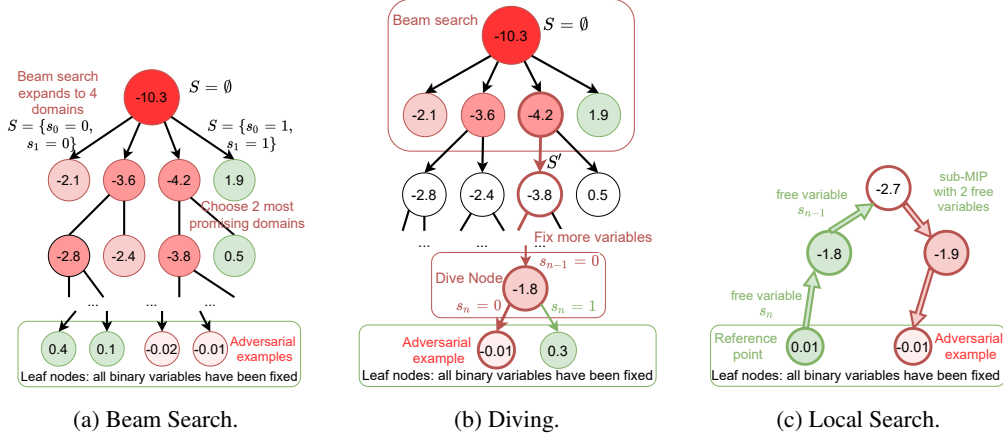 -10.3
S = ∅
Beam search
expands to 4
domains
S = {s₀ = 0,
s₁ = 0}
S = {s₀ = 1,
s₁ = 1}
-2.1
-3.6
-4.2
1.9
Choose 2 most
promising domains
-2.8
-2.4
-3.8
0.5
...
...
0.4
0.1
-0.02
-0.01
Adversarial
examples
Leaf nodes: all binary variables have been fixed
(a) Beam Search.
Beam search
-10.3
S = ∅
-2.1
-3.6
-4.2
1.9
S′
-2.8
-2.4
-3.8
0.5
...
...
Fix more variables
Dive Node
sₙ₋₁ = 0
-1.8
sₙ = 0
sₙ = 1
Adversarial
example
-0.01
0.3
Leaf nodes: all binary variables have been fixed
(b) Diving.
free variable
sₙ₋₁
-2.7
sub-MIP
with 2 free
variables
-1.8
-1.9
free variable
sₙ
Reference
point
0.01
-0.01
Adversarial
example
Leaf nodes: all binary variables have been fixed
(c) Local Search.